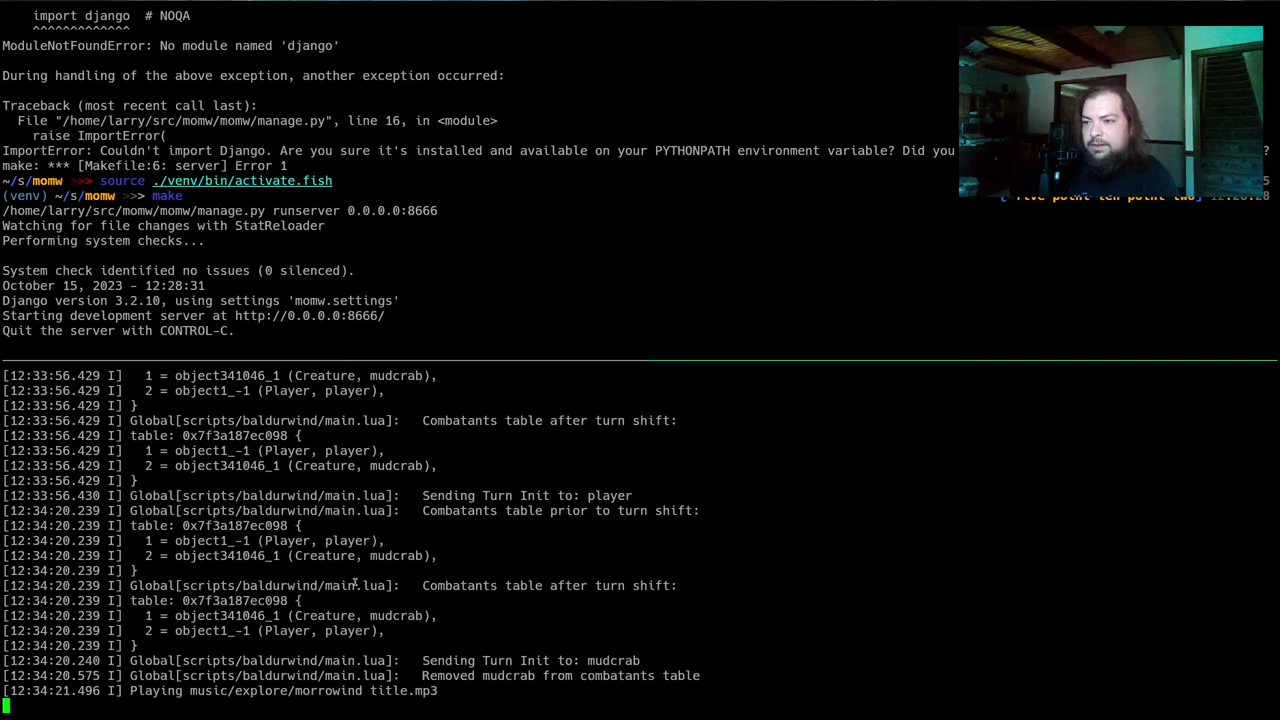 import django  # NOQA
^^^^^^^^^^^^^
ModuleNotFoundError: No module named 'django'
During handling of the above exception, another exception occurred:
Traceback (most recent call last):
File "/home/larry/src/momw/momw/manage.py", line 16, in <module>
raise ImportError(
ImportError: Couldn't import Django. Are you sure it's installed and available on your PYTHONPATH environment variable? Did you ?
make: *** [Makefile:6: server] Error 1
~/s/momw >>> source ./venv/bin/activate.fish
(venv) ~/s/momw >>> make
/home/larry/src/momw/momw/manage.py runserver 0.0.0.0:8666
Watching for file changes with StatReloader
Performing system checks...
System check identified no issues (0 silenced).
October 15, 2023 - 12:28:31
Django version 3.2.10, using settings 'momw.settings'
Starting development server at http://0.0.0.0:8666/
Quit the server with CONTROL-C.
[12:33:56.429 I]   1 = object341046_1 (Creature, mudcrab),
[12:33:56.429 I]   2 = object1_-1 (Player, player),
[12:33:56.429 I] }
[12:33:56.429 I] Global[scripts/baldurwind/main.lua]:   Combatants table after turn shift:
[12:33:56.429 I] table: 0x7f3a187ec098 {
[12:33:56.429 I]   1 = object1_-1 (Player, player),
[12:33:56.429 I]   2 = object341046_1 (Creature, mudcrab),
[12:33:56.429 I] }
[12:33:56.430 I] Global[scripts/baldurwind/main.lua]:   Sending Turn Init to: player
[12:34:20.239 I] Global[scripts/baldurwind/main.lua]:   Combatants table prior to turn shift:
[12:34:20.239 I] table: 0x7f3a187ec098 {
[12:34:20.239 I]   1 = object1_-1 (Player, player),
[12:34:20.239 I]   2 = object341046_1 (Creature, mudcrab),
[12:34:20.239 I] }
[12:34:20.239 I] Global[scripts/baldurwind/main.lua]:   Combatants table after turn shift:
[12:34:20.239 I] table: 0x7f3a187ec098 {
[12:34:20.239 I]   1 = object341046_1 (Creature, mudcrab),
[12:34:20.239 I]   2 = object1_-1 (Player, player),
[12:34:20.239 I] }
[12:34:20.240 I] Global[scripts/baldurwind/main.lua]:   Sending Turn Init to: mudcrab
[12:34:20.575 I] Global[scripts/baldurwind/main.lua]:   Removed mudcrab from combatants table
[12:34:21.496 I] Playing music/explore/morrowind title.mp3